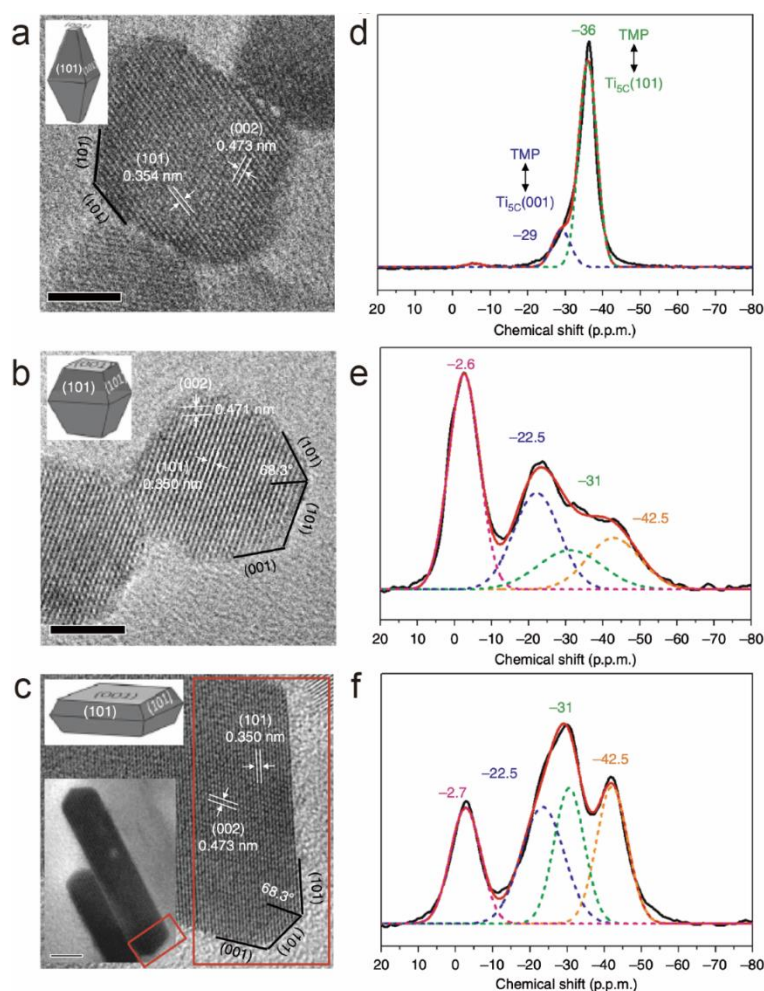 a
(001)
(101)
(101)
(101)
(101)
(101)
0.354 nm
(002)
0.473 nm
d
−36
TMP
Ti5C(101)
TMP
Ti5C(001)
−29
20 10 0 −10 −20 −30 −40 −50 −60 −70 −80
Chemical shift (p.p.m.)
b
(001)
(101)
(101)
(002)
0.471 nm
(101)
0.350 nm
68.3°
(101)
(101)
(001)
e
−2.6
−22.5
−31
−42.5
20 10 0 −10 −20 −30 −40 −50 −60 −70 −80
Chemical shift (p.p.m.)
c
(001)
(101)
(101)
(101)
0.350 nm
(002)
0.473 nm
68.3°
(101)
(101)
(001)
f
−2.7
−22.5
−31
−42.5
20 10 0 −10 −20 −30 −40 −50 −60 −70 −80
Chemical shift (p.p.m.)